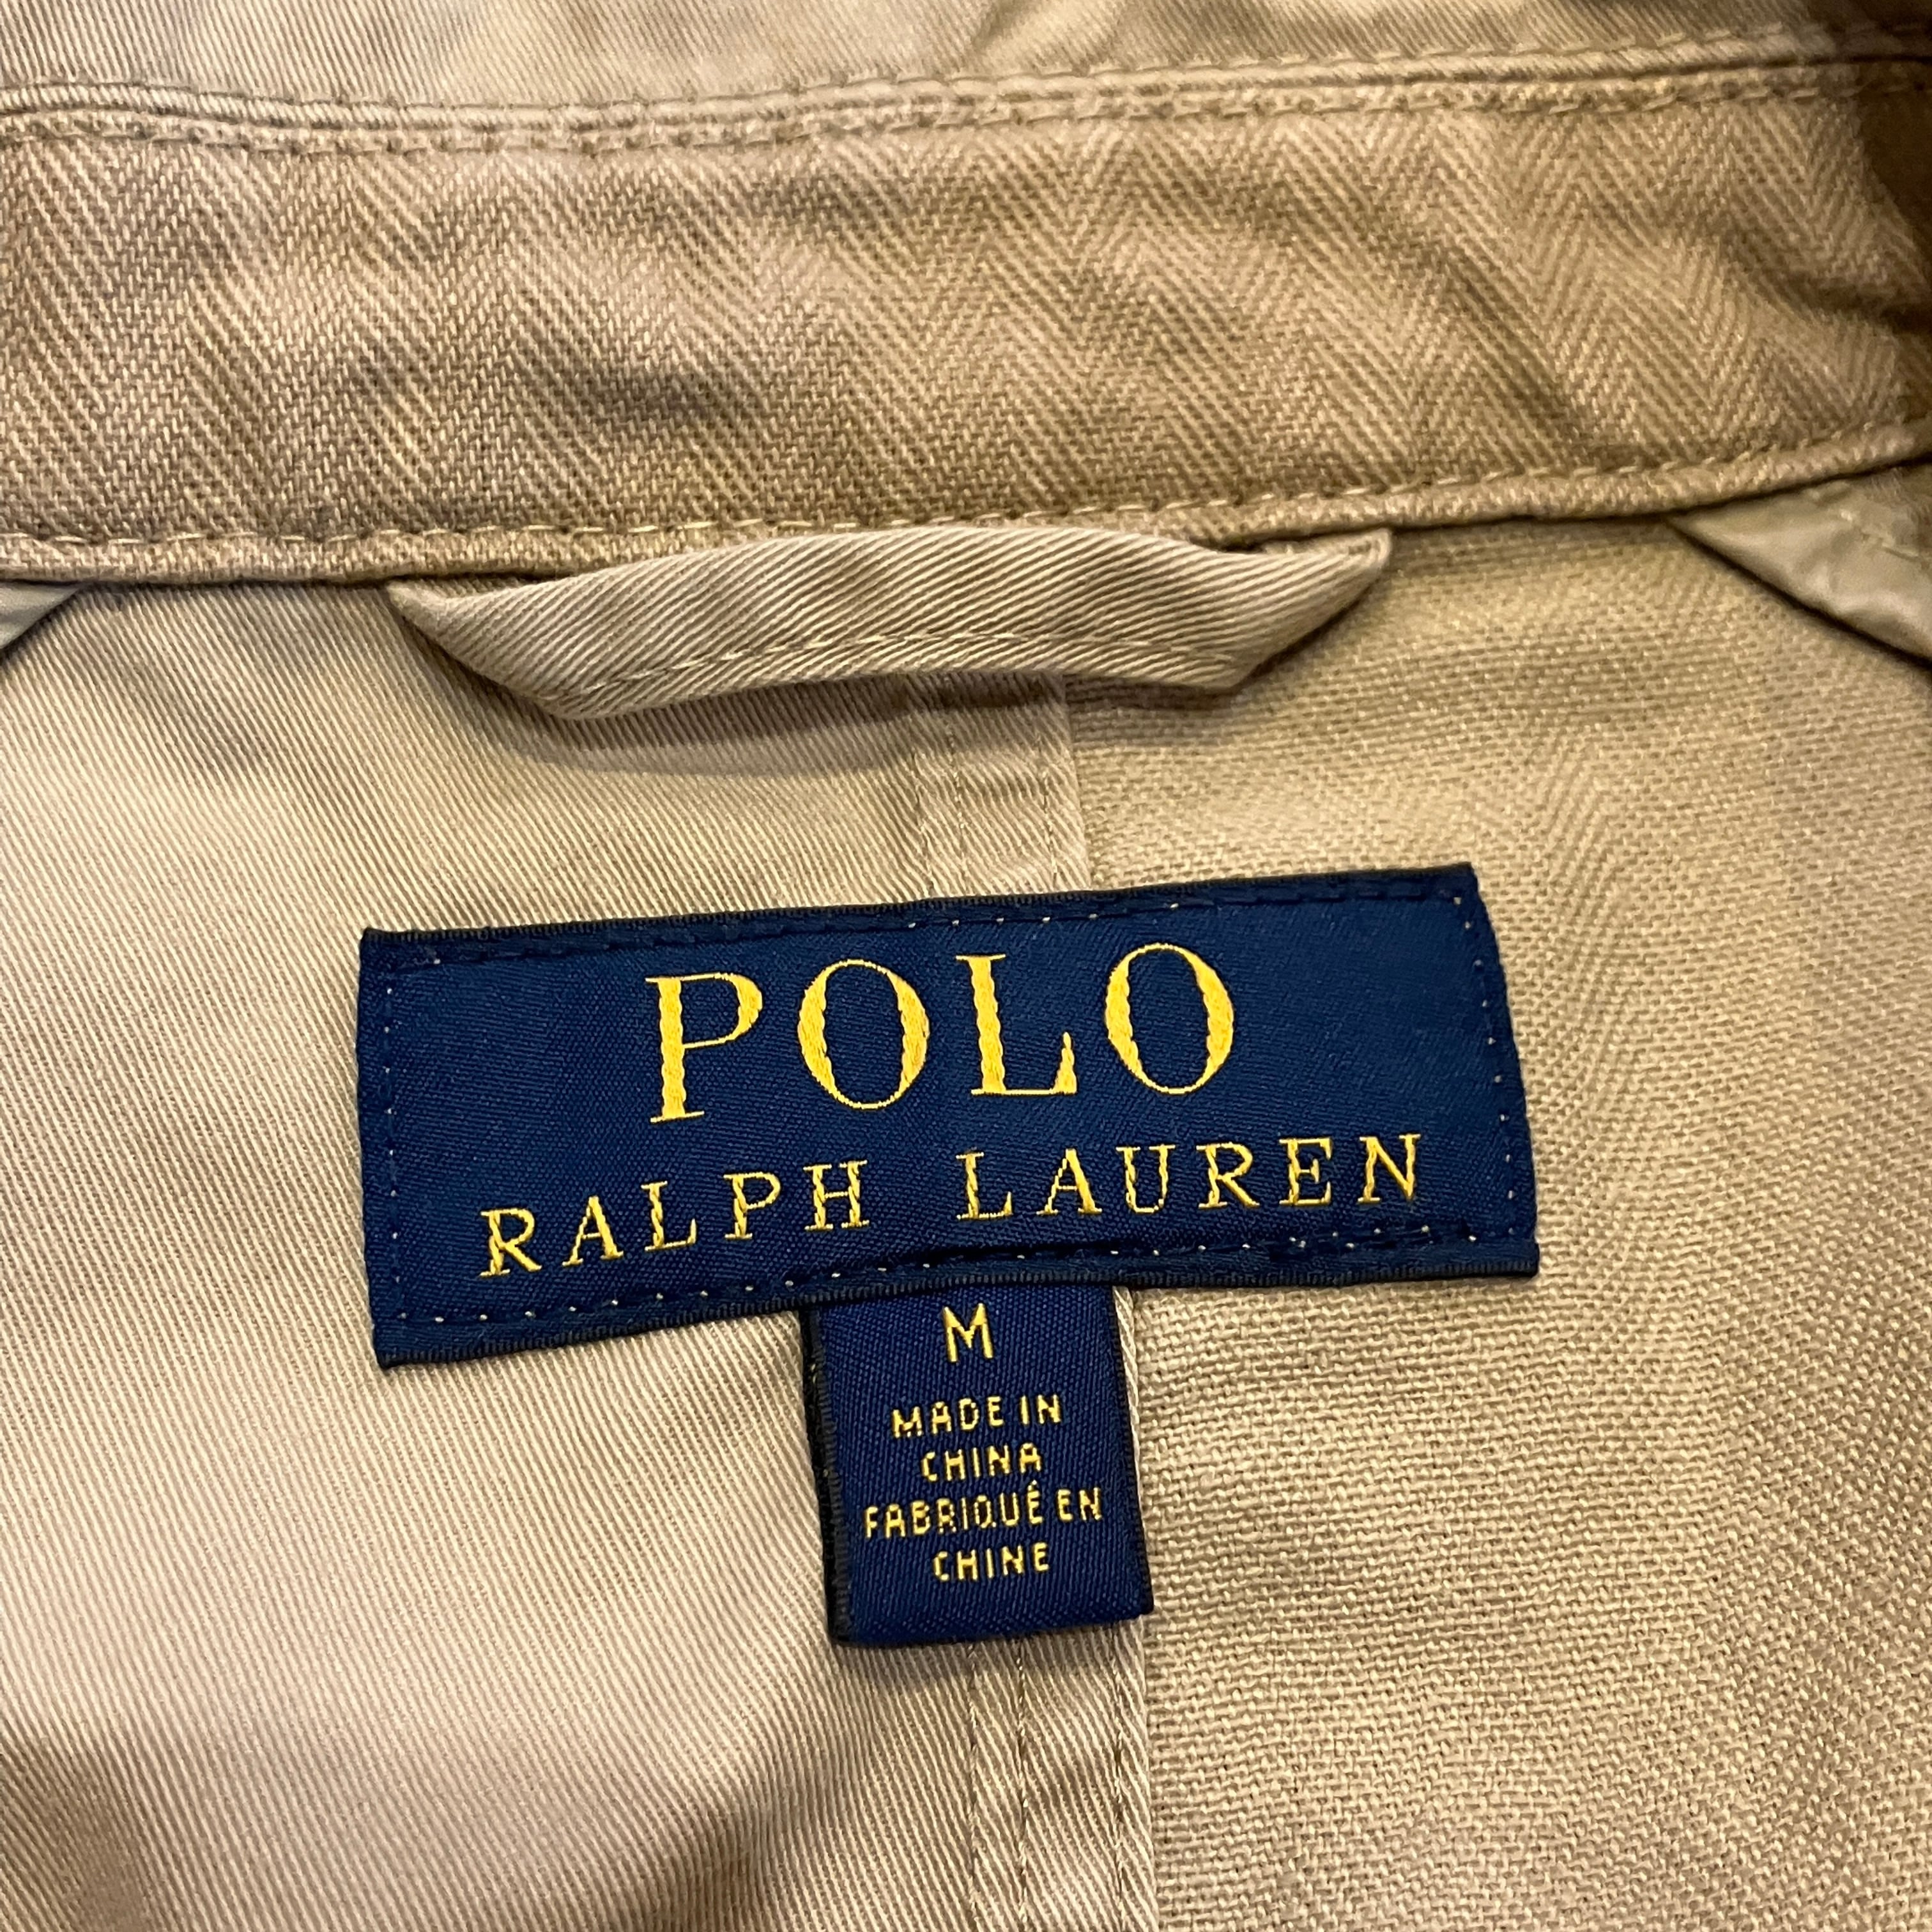 POLO
RALPH LAUREN
M
MADE IN
CHINA
FABRIQUÉ EN
CHINE